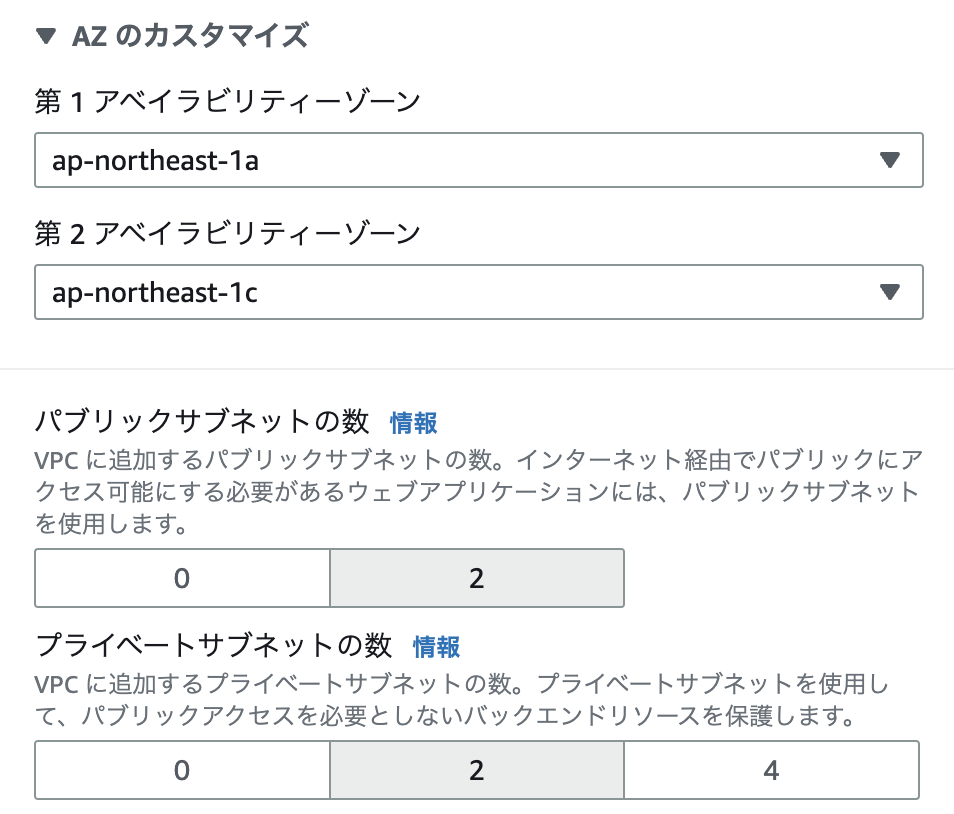 ▼ AZ のカスタマイズ
第 1 アベイラビリティーゾーン
ap-northeast-1a
第 2 アベイラビリティーゾーン
ap-northeast-1c
パブリックサブネットの数 情報
VPC に追加するパブリックサブネットの数。インターネット経由でパブリックにア
クセス可能にする必要があるウェブアプリケーションには、パブリックサブネット
を使用します。
0 2
プライベートサブネットの数 情報
VPC に追加するプライベートサブネットの数。プライベートサブネットを使用し
て、パブリックアクセスを必要としないバックエンドリソースを保護します。
0 2 4